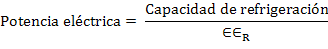 Potencia eléctrica = Capacidad de refrigeración / ∈∈R